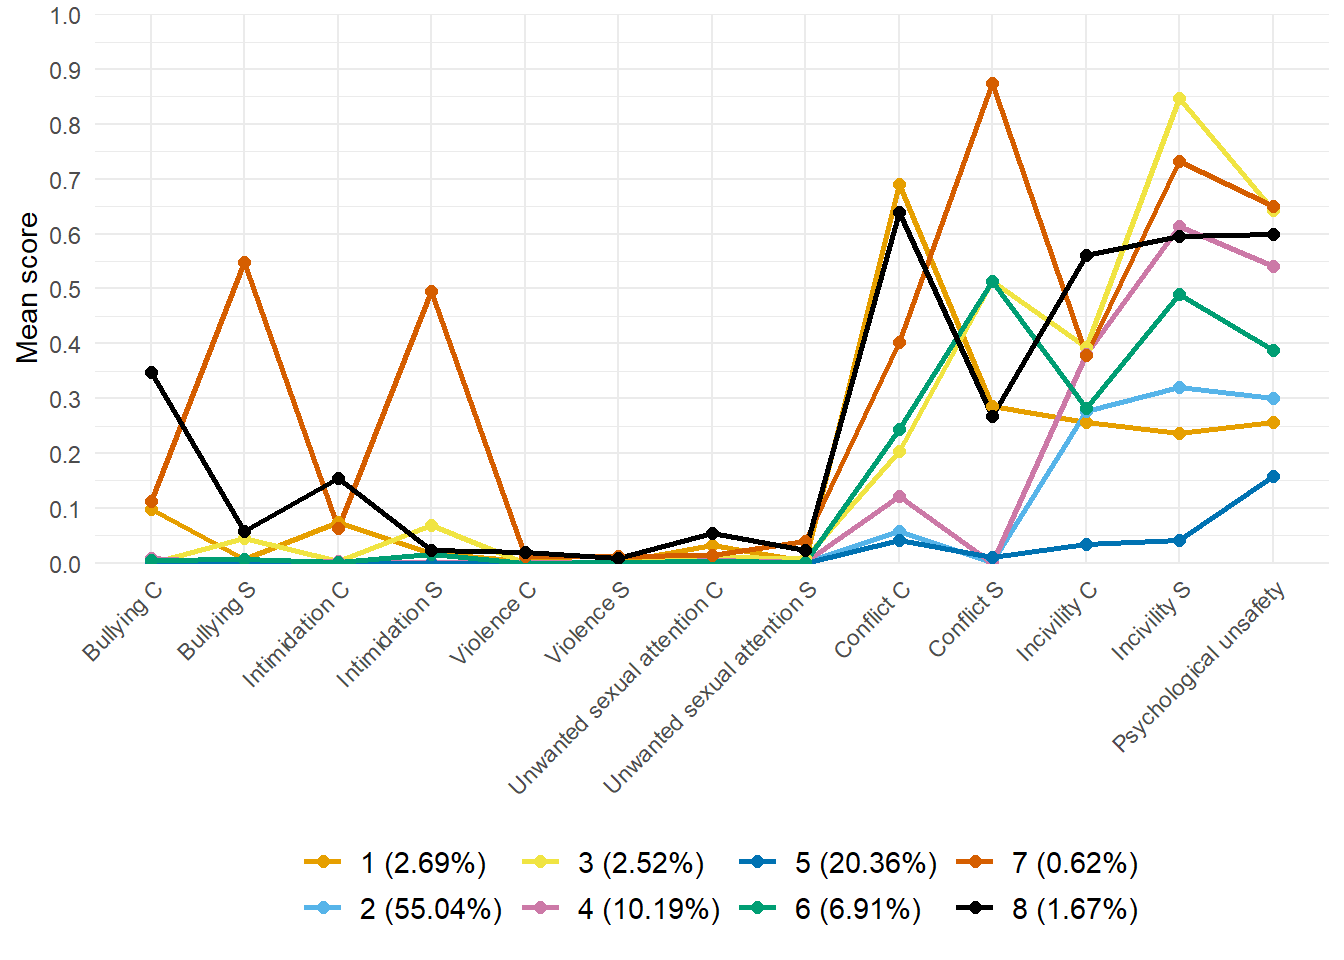 1.0
0.9
0.8
0.7
0.6
0.5
0.4
0.3
0.2
0.1
0.0
Mean score
Bullying C
Bullying S
Intimidation C
Intimidation S
Violence C
Violence S
Unwanted sexual attention C
Unwanted sexual attention S
Conflict C
Conflict S
Incivility C
Incivility S
Psychological unsafety
1 (2.69%)
3 (2.52%)
5 (20.36%)
7 (0.62%)
2 (55.04%)
4 (10.19%)
6 (6.91%)
8 (1.67%)